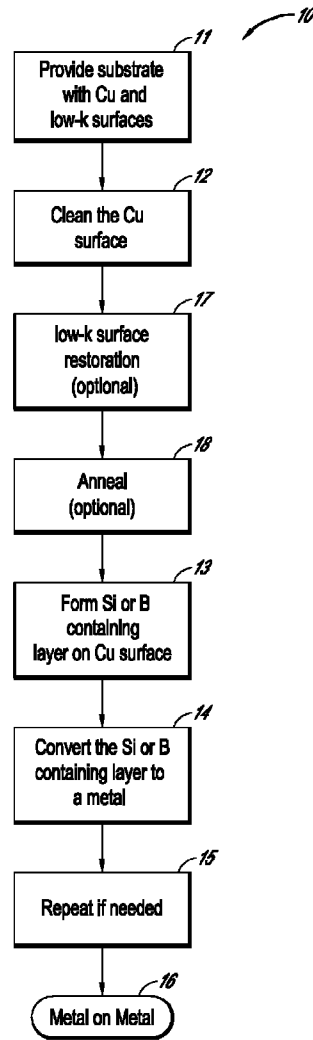 10
11
Provide substrate
with Cu and
low-k surfaces
12
Clean the Cu
surface
17
low-k surface
restoration
(optional)
18
Anneal
(optional)
13
Form Si or B
containing
layer on Cu surface
14
Convert the Si or B
containing layer to
a metal
15
Repeat if needed
16
Metal on Metal